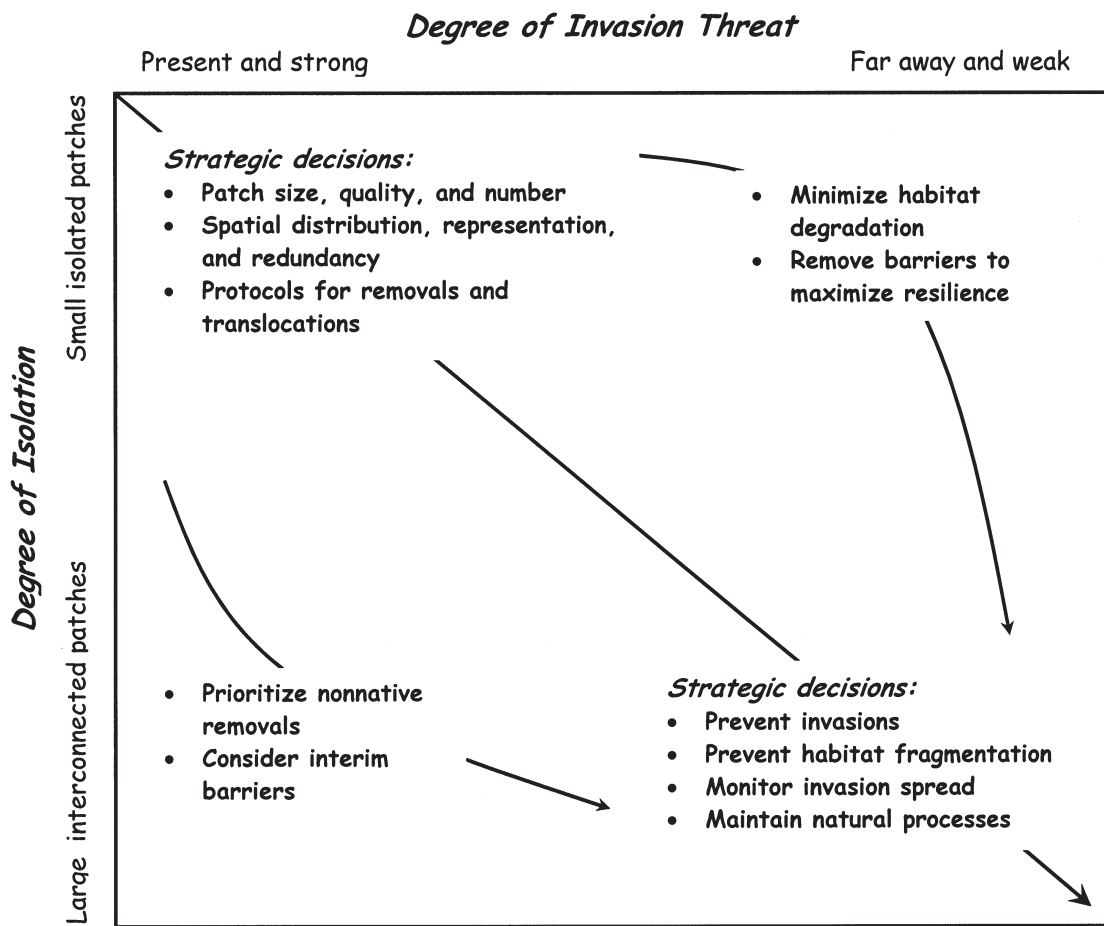 Degree of Invasion Threat
Present and strong
Far away and weak
Degree of Isolation
Small isolated patches
Large interconnected patches
Strategic decisions:
• Patch size, quality, and number
• Spatial distribution, representation,
and redundancy
• Protocols for removals and
translocations
• Minimize habitat
degradation
• Remove barriers to
maximize resilience
• Prioritize nonnative
removals
• Consider interim
barriers
Strategic decisions:
• Prevent invasions
• Prevent habitat fragmentation
• Monitor invasion spread
• Maintain natural processes